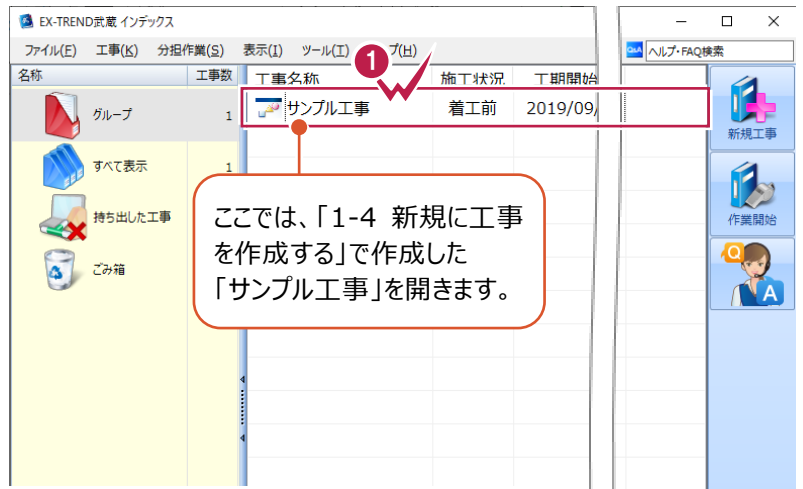 EX-TREND武蔵 インデックス
ファイル(F) 工事(K) 分担作業(S) 表示(I) ツール(T) プ(H)
ヘルプ・FAQ検索
名称 工事数 工事名称 施工状況 工期開始
1
グループ 1
サンプル工事 着工前 2019/09/
新規工事
すべて表示 1
持ち出した工事
作業開始
ごみ箱
ここでは、「1-4 新規に工事
を作成する」で作成した
「サンプル工事」を開きます。
Q
A